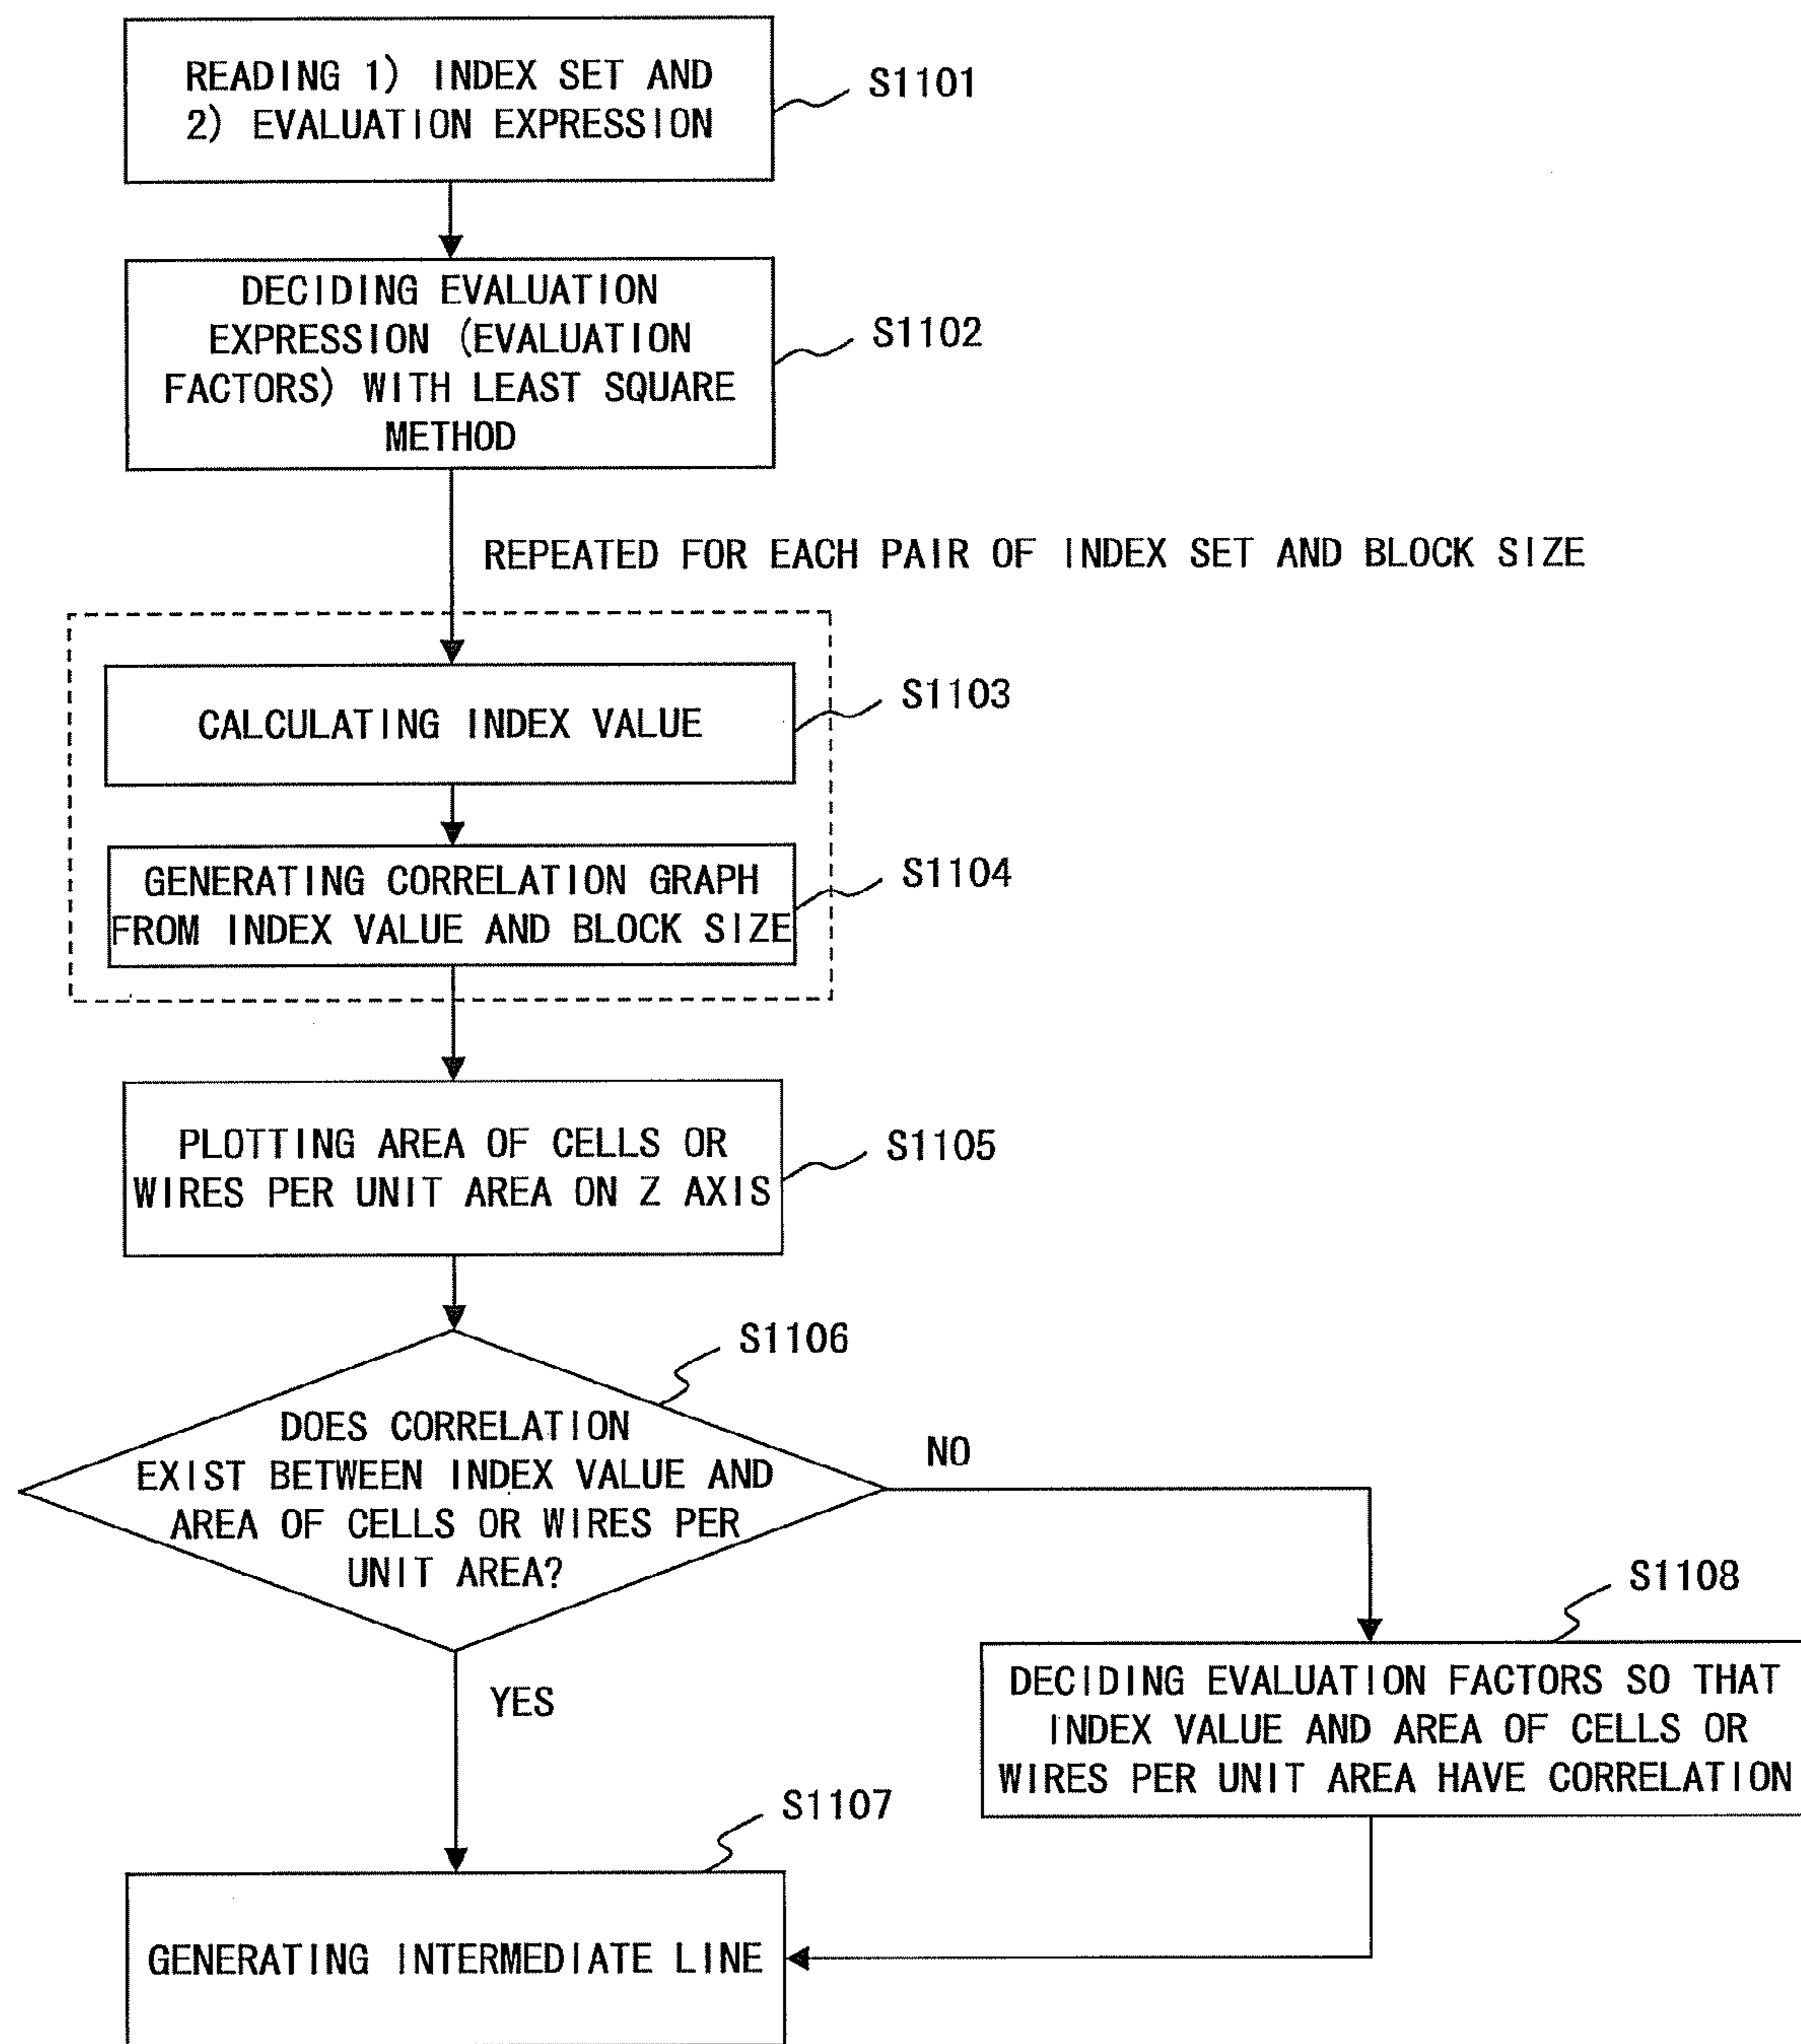 READING 1) INDEX SET AND
2) EVALUATION EXPRESSION
S1101
DECIDING EVALUATION
EXPRESSION (EVALUATION
FACTORS) WITH LEAST SQUARE
METHOD
S1102
REPEATED FOR EACH PAIR OF INDEX SET AND BLOCK SIZE
CALCULATING INDEX VALUE
S1103
GENERATING CORRELATION GRAPH
FROM INDEX VALUE AND BLOCK SIZE
S1104
PLOTTING AREA OF CELLS OR
WIRES PER UNIT AREA ON Z AXIS
S1105
S1106
DOES CORRELATION
EXIST BETWEEN INDEX VALUE AND
AREA OF CELLS OR WIRES PER
UNIT AREA?
NO
YES
S1108
DECIDING EVALUATION FACTORS SO THAT
INDEX VALUE AND AREA OF CELLS OR
WIRES PER UNIT AREA HAVE CORRELATION
S1107
GENERATING INTERMEDIATE LINE